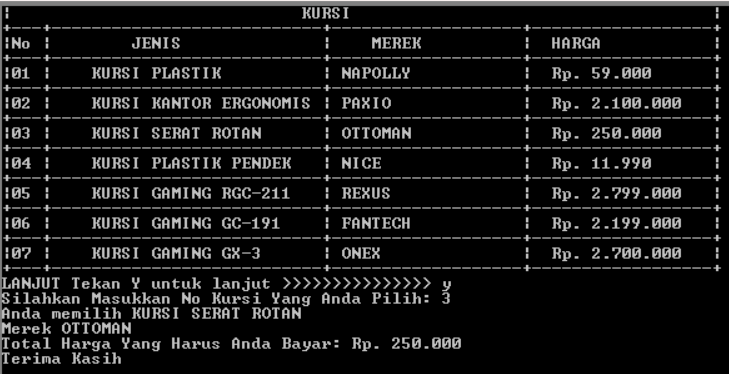 KURSI
No JENIS MEREK HARGA
01 KURSI PLASTIK NAPOLLY Rp. 59.000
02 KURSI KANTOR ERGONOMIS PAXIO Rp. 2.100.000
03 KURSI SERAT ROTAN OTTOMAN Rp. 250.000
04 KURSI PLASTIK PENDEK NICE Rp. 11.990
05 KURSI GAMING RGC-211 REXUS Rp. 2.799.000
06 KURSI GAMING GC-191 FANTECH Rp. 2.199.000
07 KURSI GAMING GX-3 ONEX Rp. 2.700.000
LANJUT Tekan Y untuk lanjut >>>>>>>>>>>>>>> y
Silahkan Masukkan No Kursi Yang Anda Pilih: 3
Anda memilih KURSI SERAT ROTAN
Merek OTTOMAN
Total Harga Yang Harus Anda Bayar: Rp. 250.000
Terima Kasih